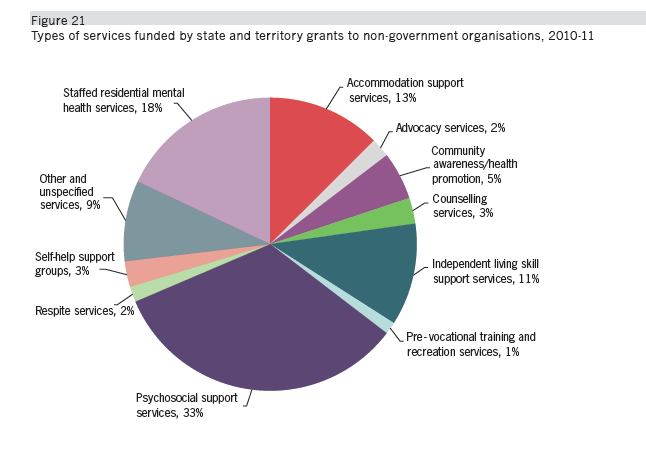 Figure 21
Types of services funded by state and territory grants to non-government organisations, 2010-11
Staffed residential mental
health services, 18%
Accommodation support
services, 13%
Advocacy services, 2%
Community
awareness/health
promotion, 5%
Counselling
services, 3%
Independent living skill
support services, 11%
Pre-vocational training and
recreation services, 1%
Psychosocial support
services, 33%
Respite services, 2%
Self-help support
groups, 3%
Other and
unspecified
services, 9%